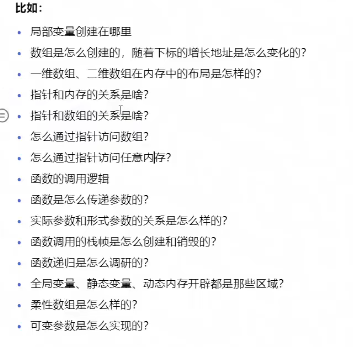 比如：
局部变量创建在哪里
数组是怎么创建的，随着下标的增长地址是怎么变化的？
一维数组、二维数组在内存中的布局是怎样的？
指针和内存的关系是啥？
指针和数组的关系是啥？
怎么通过指针访问数组？
怎么通过指针访问任意内存？
函数的调用逻辑
函数是怎么传递参数的？
实际参数和形式参数的关系是怎么样的？
函数调用的栈帧是怎么创建和销毁的？
函数递归是怎么调研的？
全局变量、静态变量、动态内存开辟都是那些区域？
柔性数组是怎么样的？
可变参数是怎么实现的？